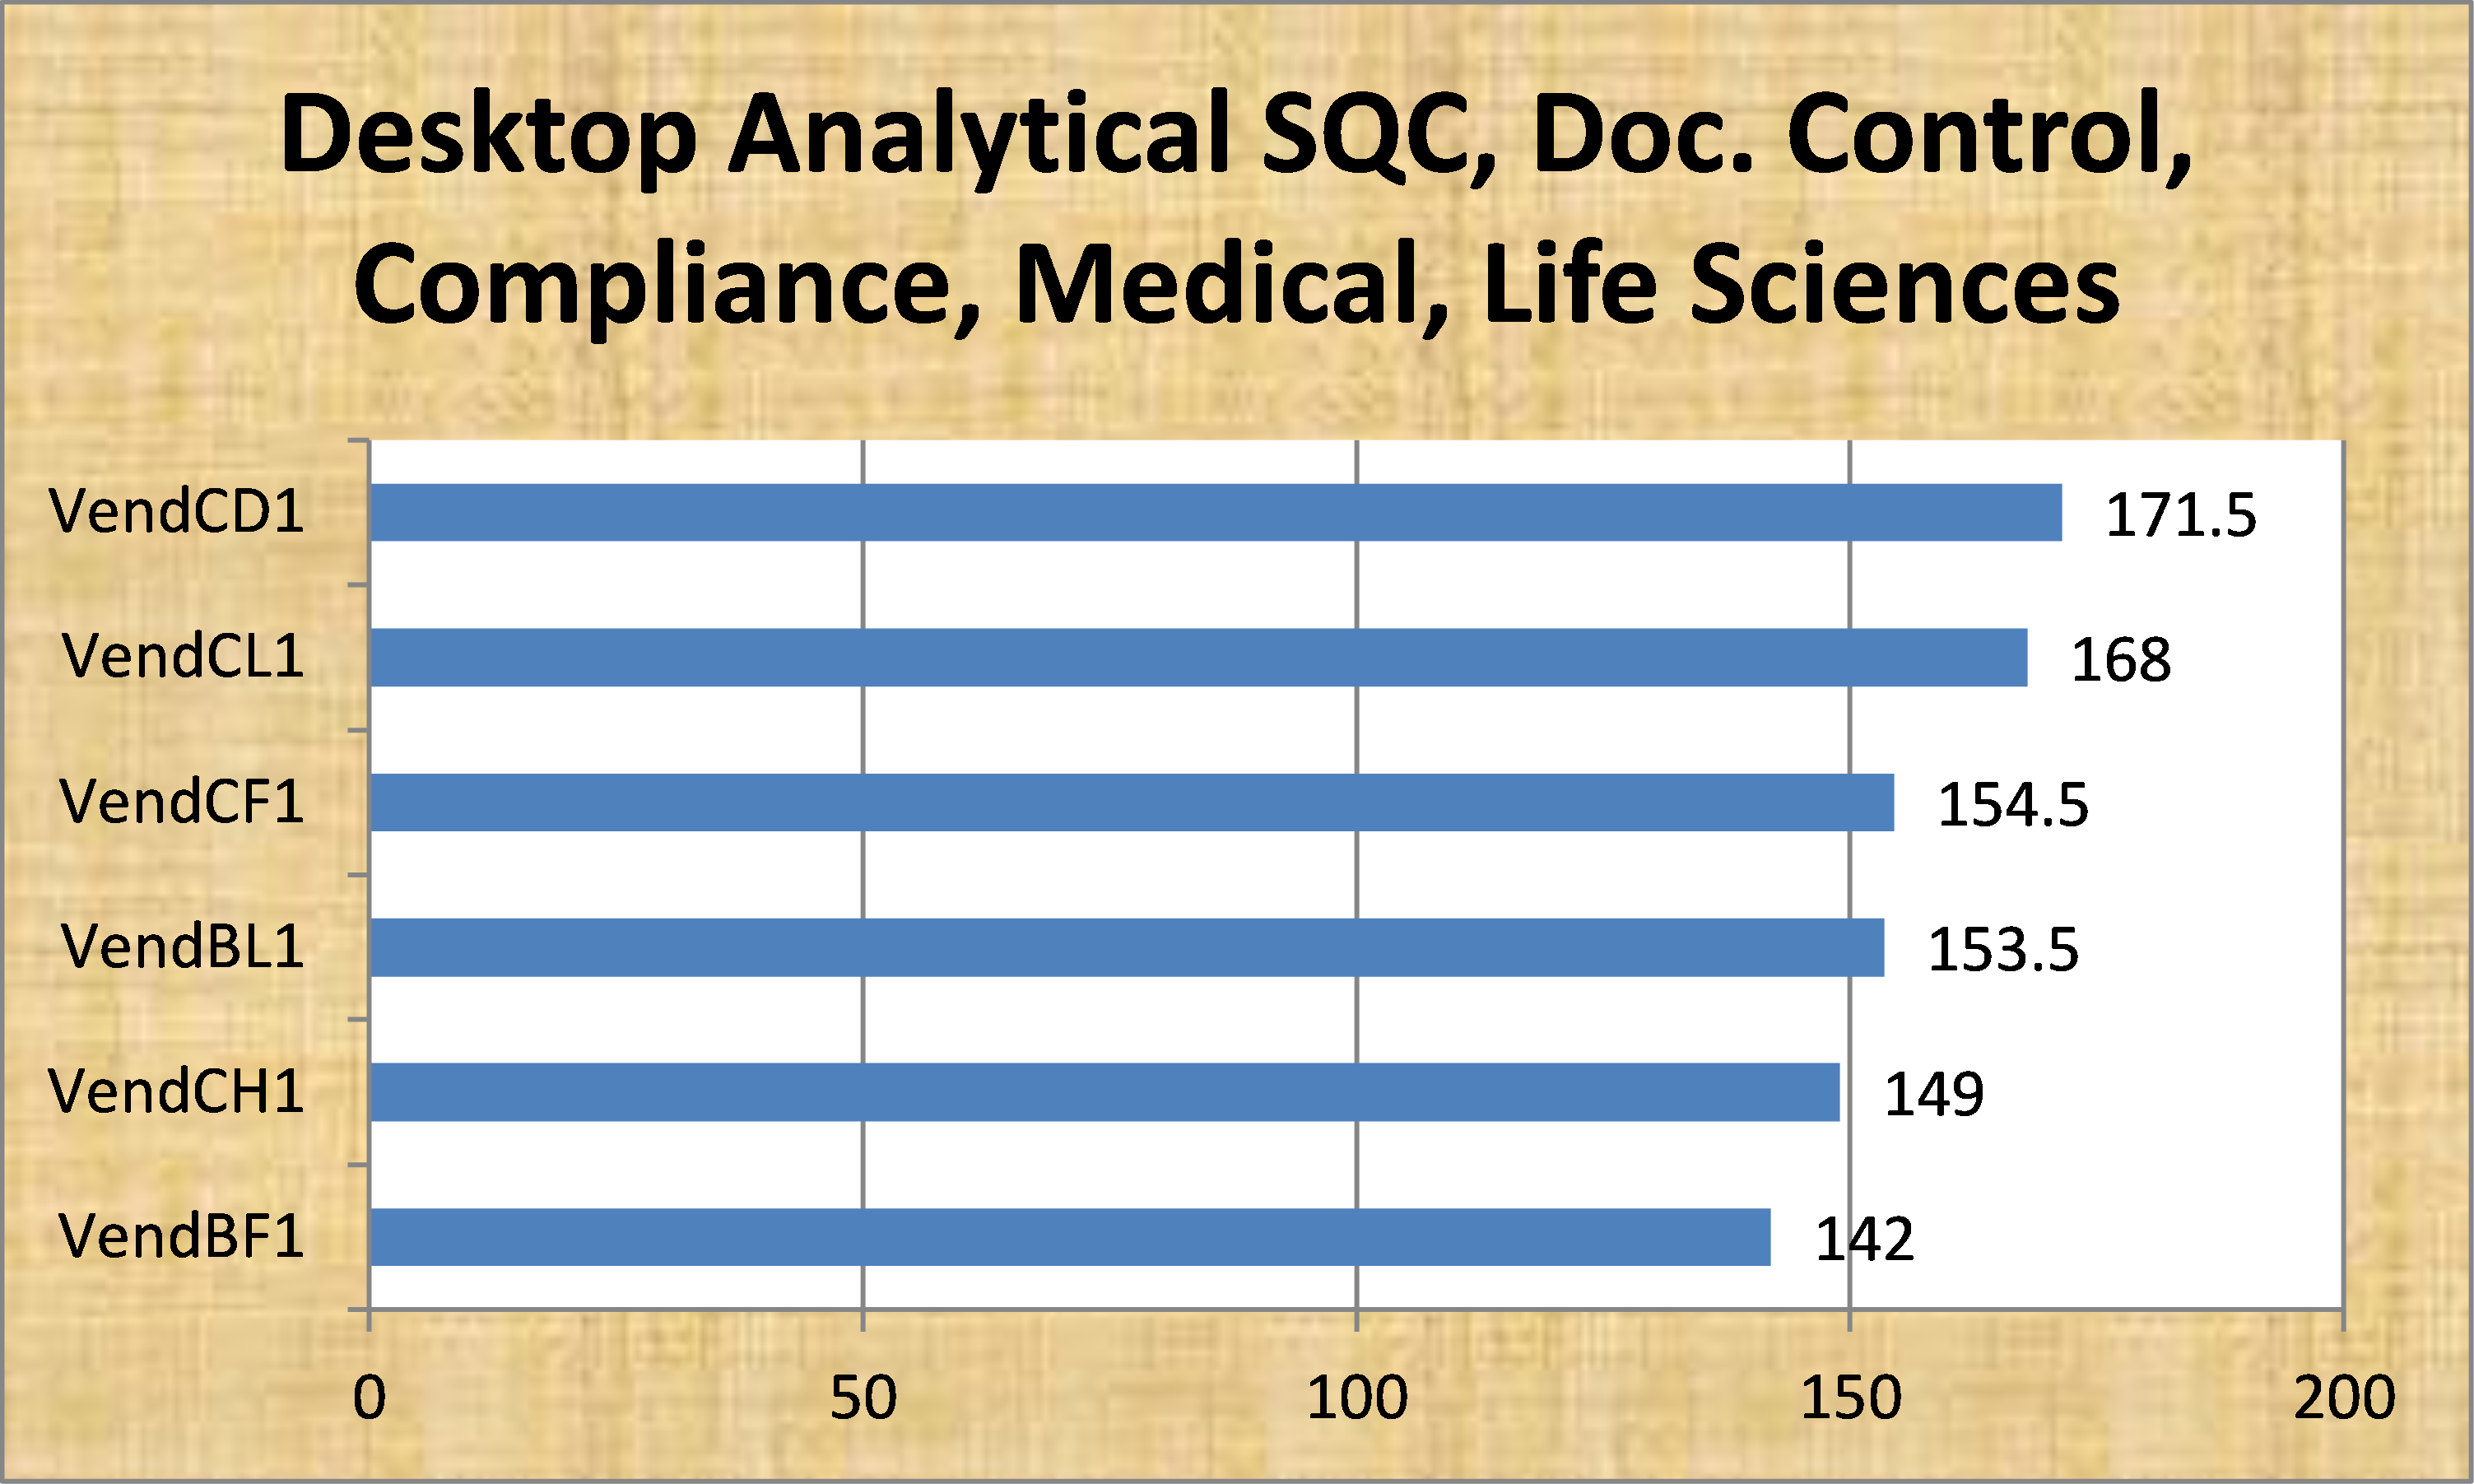 Desktop Analytical SQC, Doc. Control,
Compliance, Medical, Life Sciences
VendCD1 171.5
VendCL1 168
VendCF1 154.5
VendBL1 153.5
VendCH1 149
VendBF1 142
0 50 100 150 200